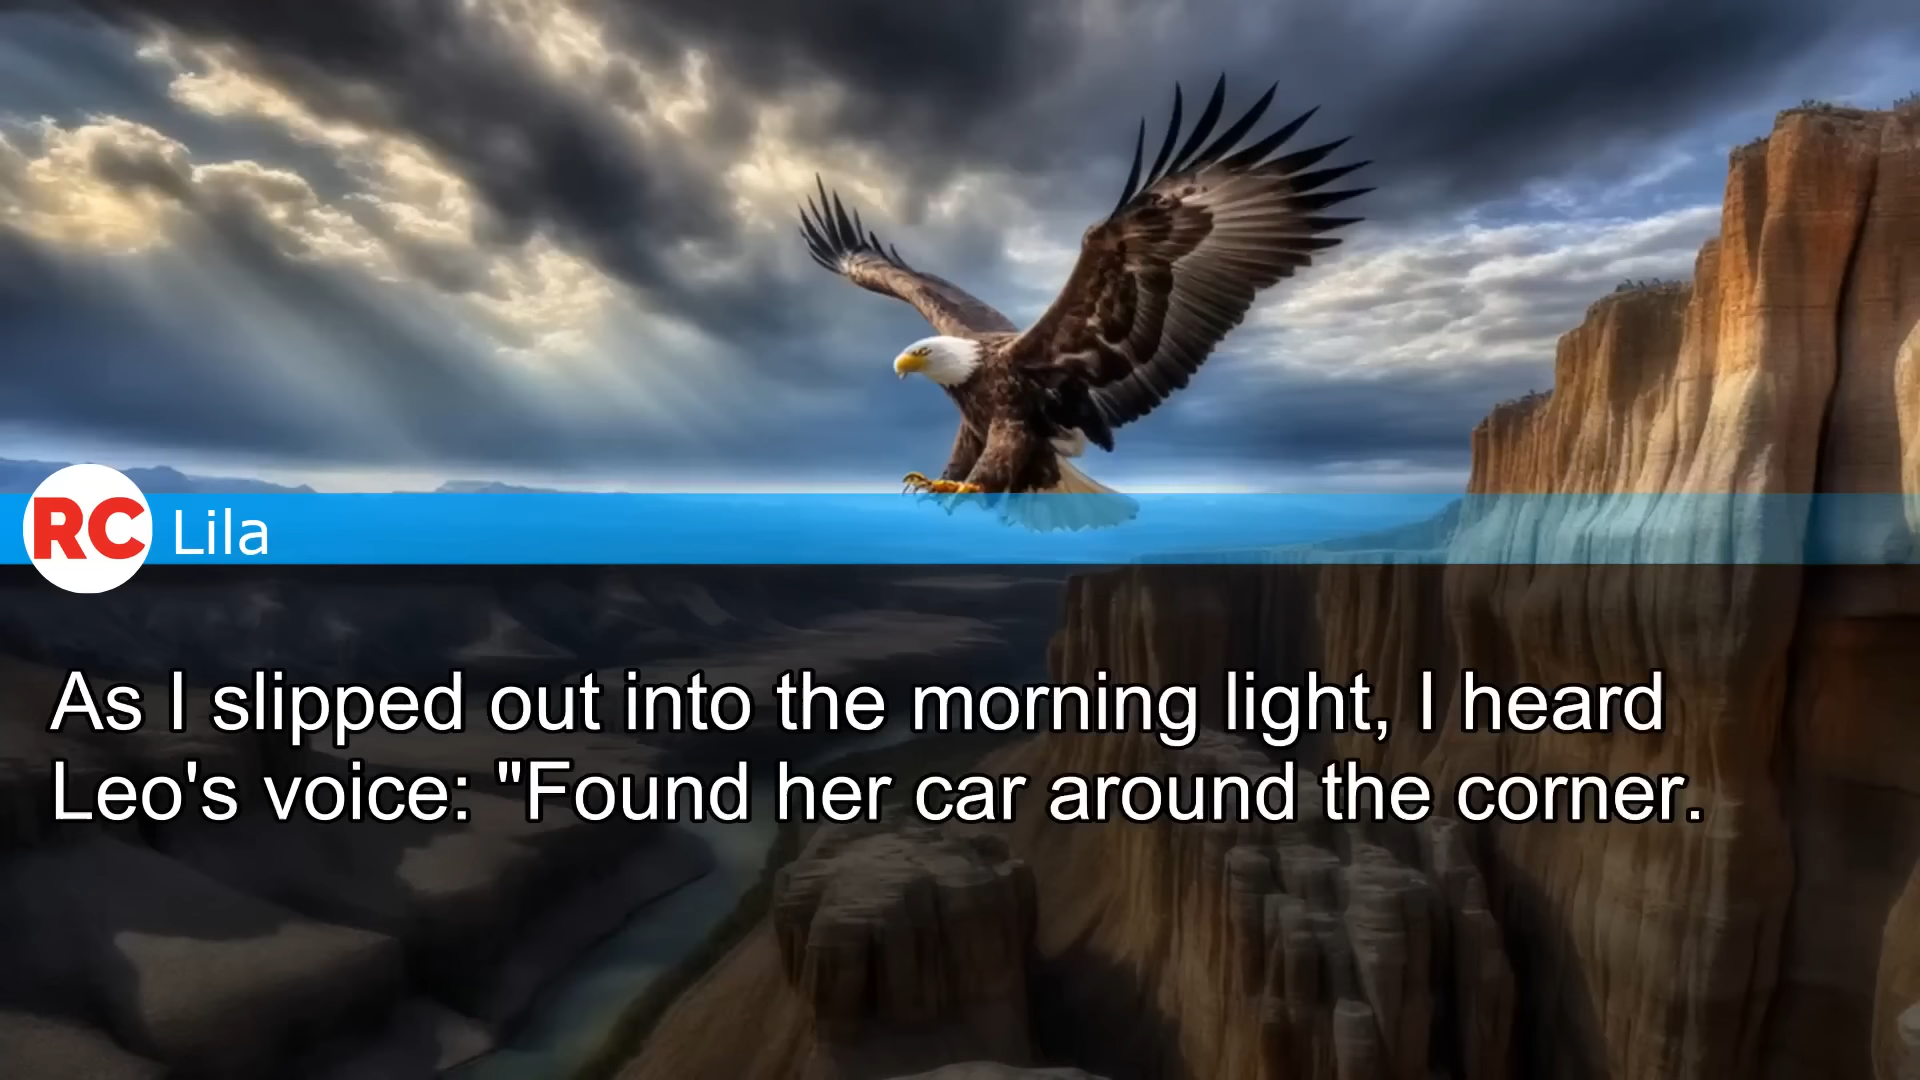 RC Lila
As I slipped out into the morning light, I heard
Leo's voice: "Found her car around the corner.